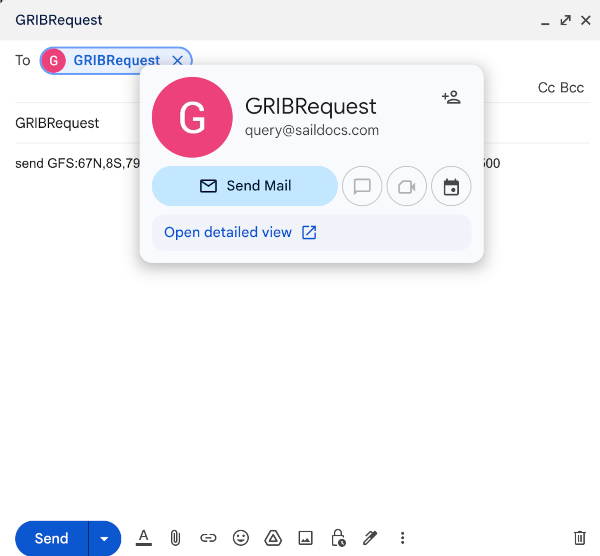 GRIBRequest
To G GRIBRequest
Cc Bcc
G GRIBRequest
query@saildocs.com
GRIBRequest
send GFS:67N,8S,79
500
Send Mail
Open detailed view
Send